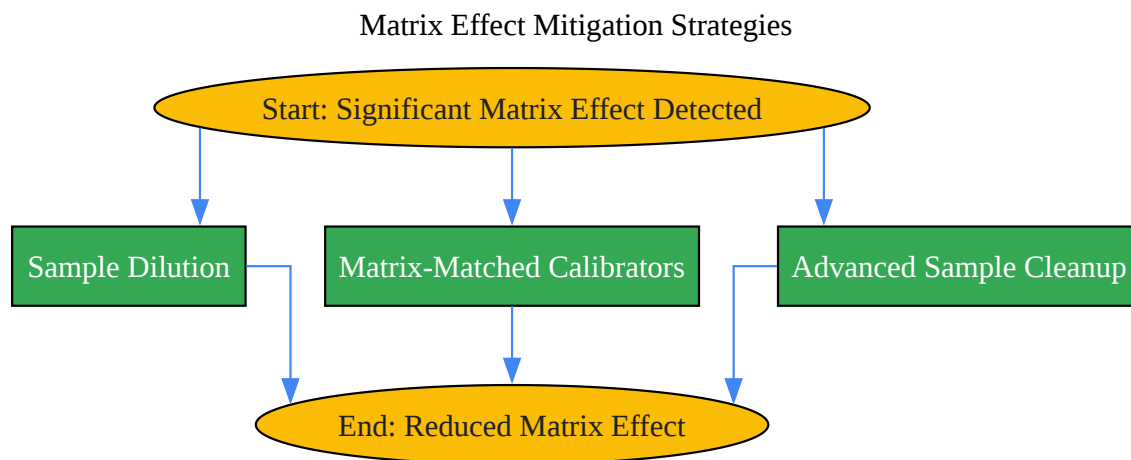 Matrix Effect Mitigation Strategies
Start: Significant Matrix Effect Detected
Sample Dilution
Matrix-Matched Calibrators
Advanced Sample Cleanup
End: Reduced Matrix Effect